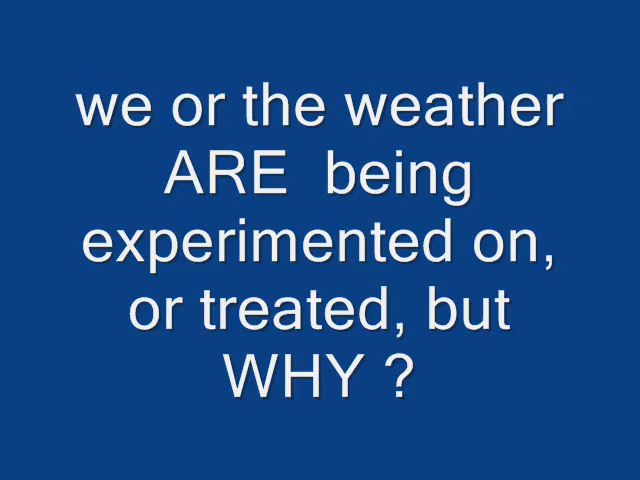 we or the weather
ARE  being
experimented on,
or treated, but
WHY ?